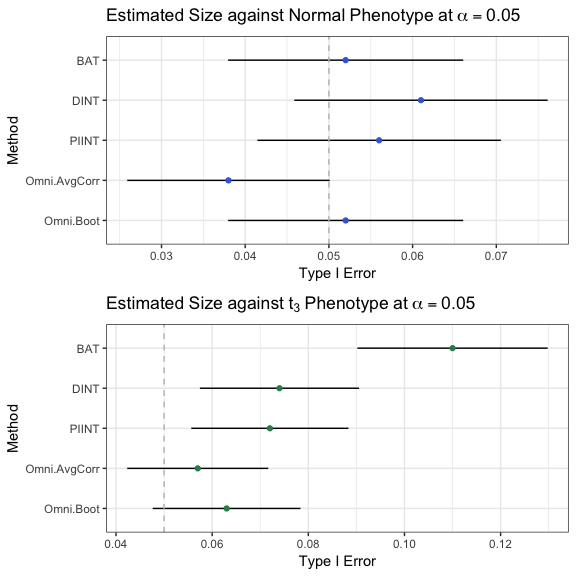 Estimated Size against Normal Phenotype at α = 0.05
Method
BAT
DINT
PIINT
Omni.AvgCorr
Omni.Boot
0.03 0.04 0.05 0.06 0.07
Type I Error
Estimated Size against t₃ Phenotype at α = 0.05
Method
BAT
DINT
PIINT
Omni.AvgCorr
Omni.Boot
0.04 0.06 0.08 0.10 0.12
Type I Error